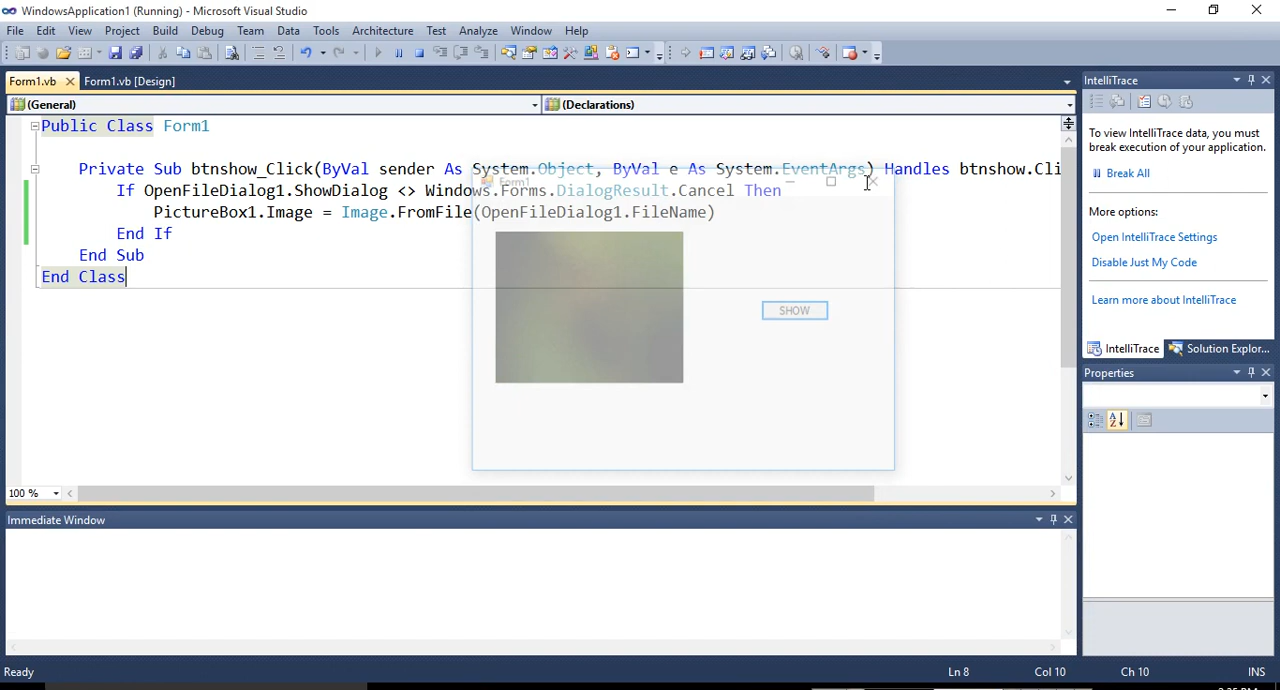 WindowsApplication1 (Running) - Microsoft Visual Studio
File Edit View Project Build Debug Team Data Tools Architecture Test Analyze Window Help
Form1.vb Form1.vb [Design]
(General) (Declarations)
Public Class Form1
Private Sub btnshow_Click(ByVal sender As System.Object, ByVal e As System.EventArgs) Handles btnshow.Cli
If OpenFileDialog1.ShowDialog <> Windows.Forms.DialogResult.Cancel Then
PictureBox1.Image = Image.FromFile(OpenFileDialog1.FileName)
End If
End Sub
End Class
Form1
SHOW
100 %
Immediate Window
IntelliTrace
To view IntelliTrace data, you must
break execution of your application.
Break All
More options:
Open IntelliTrace Settings
Disable Just My Code
Learn more about IntelliTrace
IntelliTrace Solution Explor...
Properties
Ready Ln 8 Col 10 Ch 10 INS